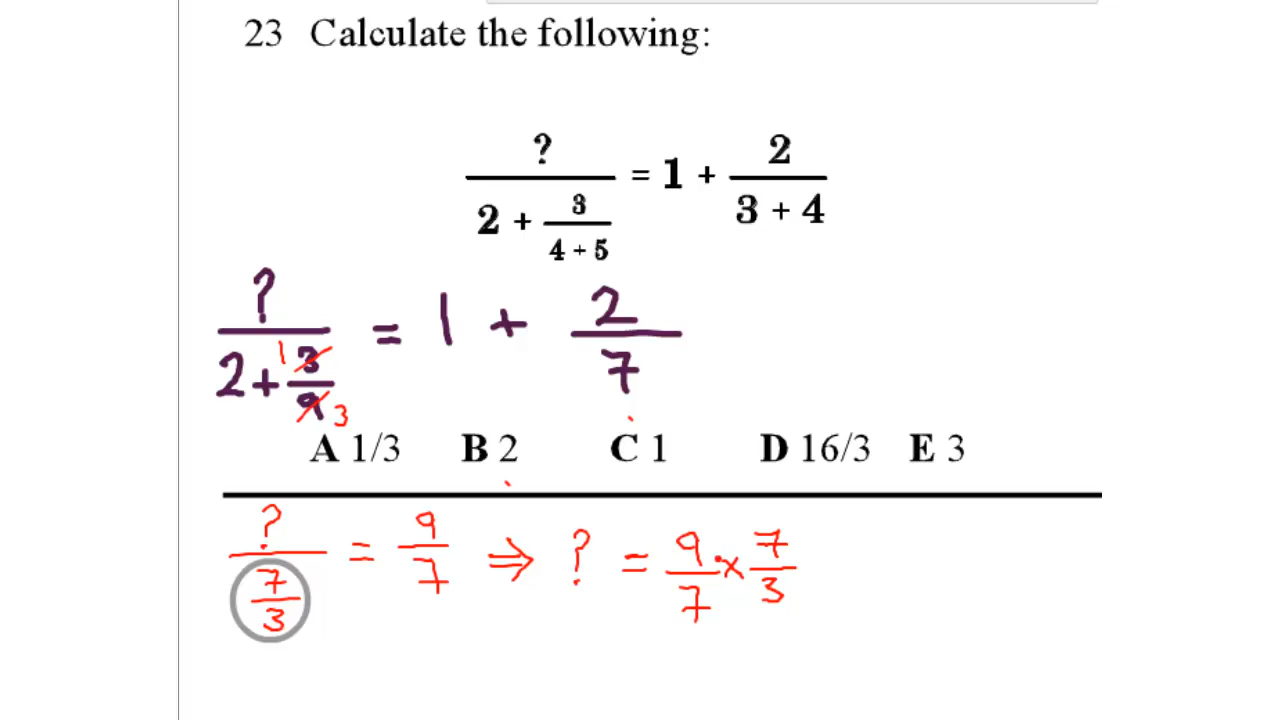 23 Calculate the following:
?
2 + 3
4 + 5
= 1 + 2
3 + 4
?
2 + 3
9
1
3
= 1 + 2
7
A 1/3 B 2 C 1 D 16/3 E 3
?
7
3
= 9
7
⇒ ? = 9
7
× 7
3